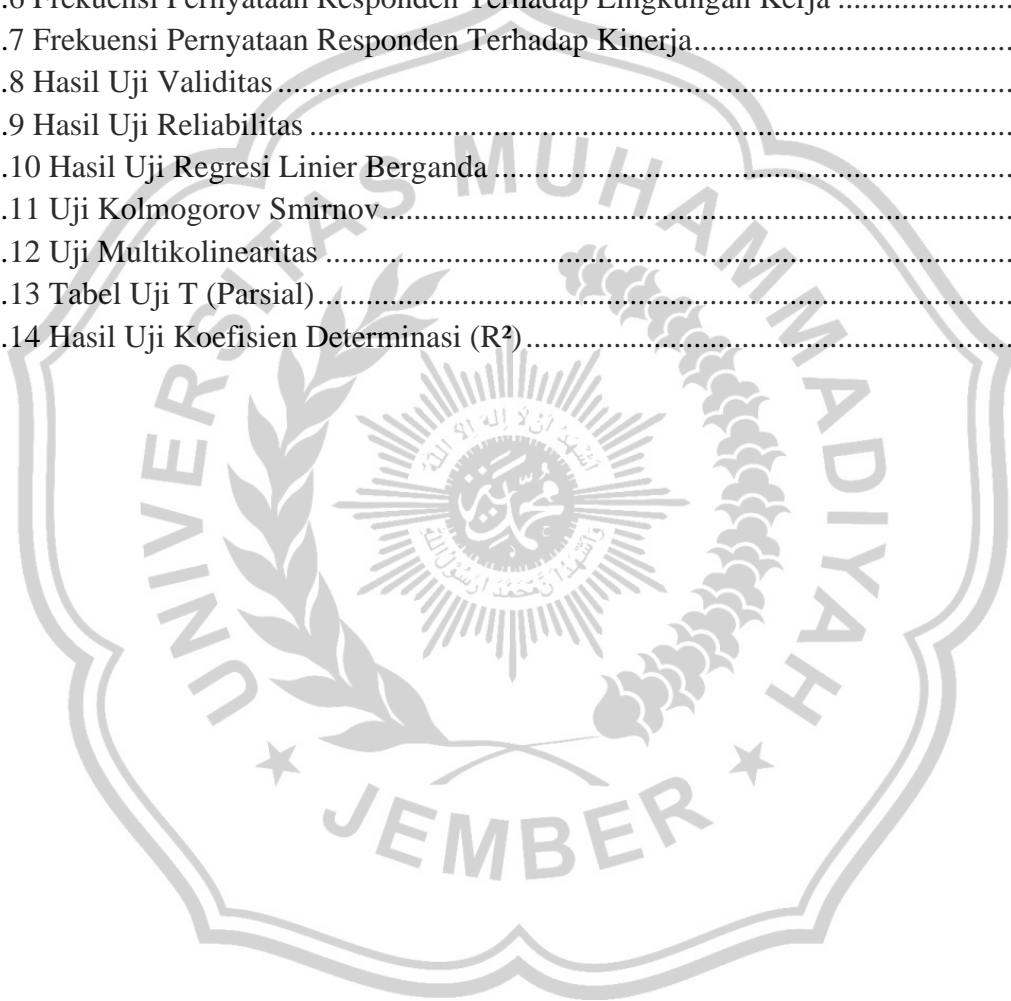 .6 Frekuensi Pernyataan Responden Terhadap Lingkungan Kerja ......................
.7 Frekuensi Pernyataan Responden Terhadap Kinerja........................................
.8 Hasil Uji Validitas .............................................................................................
.9 Hasil Uji Reliabilitas .........................................................................................
.10 Hasil Uji Regresi Linier Berganda ..................................................................
.11 Uji Kolmogorov Smirnov................................................................................
.12 Uji Multikolinearitas .......................................................................................
.13 Tabel Uji T (Parsial)........................................................................................
.14 Hasil Uji Koefisien Determinasi (R²)..............................................................
UNIVERSITAS MUHAMMADIYAH
JEMBER